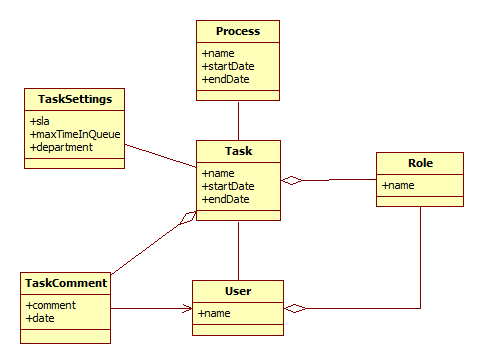 Process
+name
+startDate
+endDate
TaskSettings
+sla
+maxTimeInQueue
+department
Task
+name
+startDate
+endDate
Role
+name
TaskComment
+comment
+date
User
+name